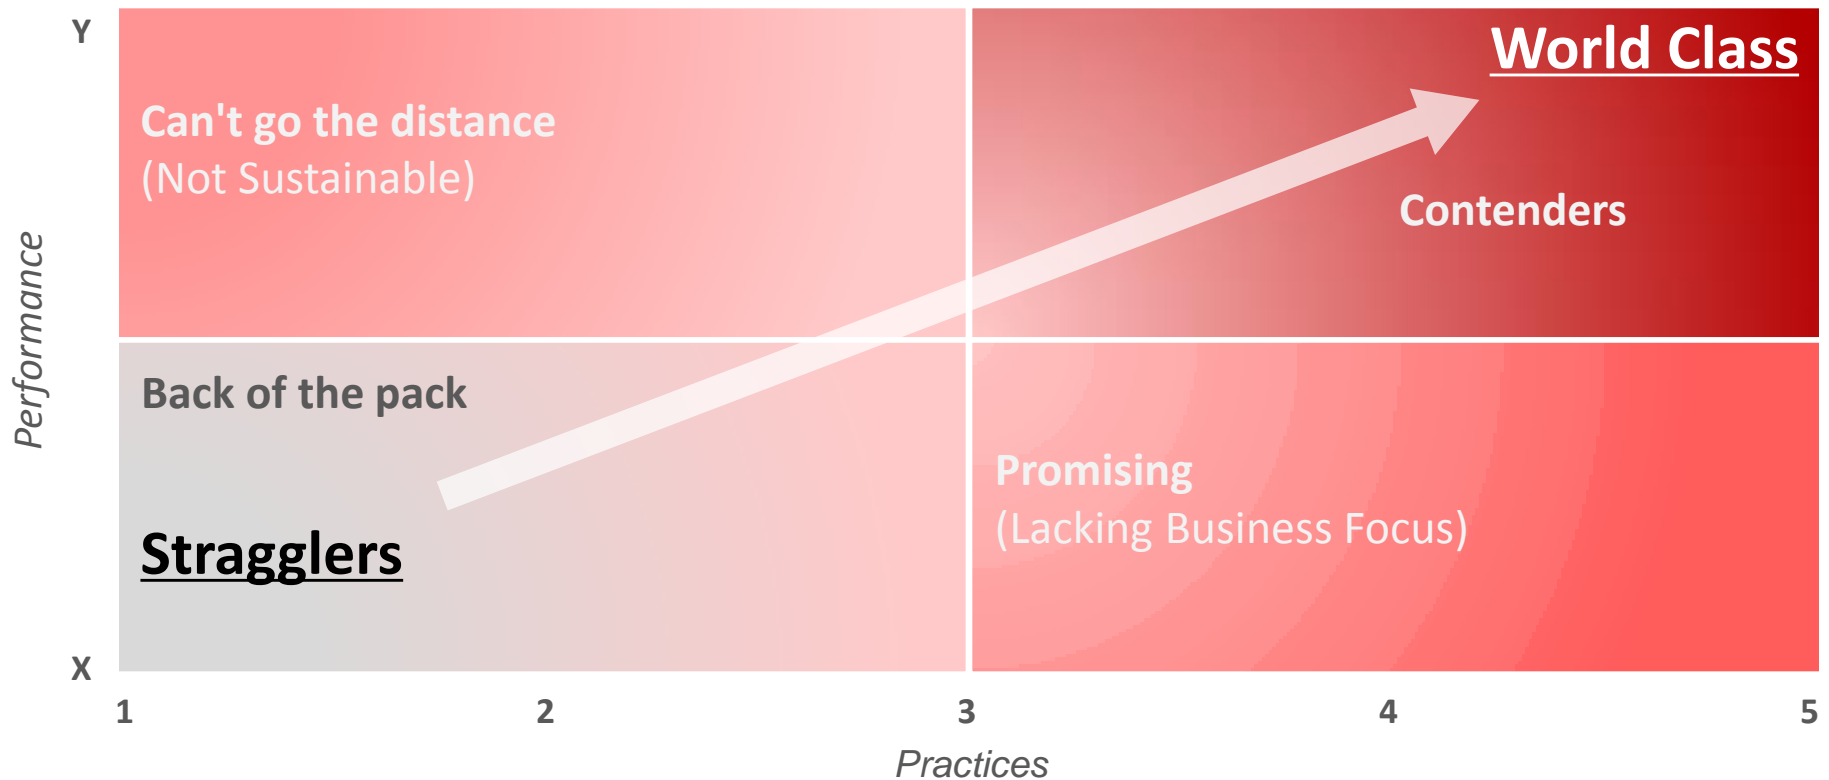 Y
World Class
Can't go the distance
(Not Sustainable)
Contenders
Performance
Back of the pack
Promising
(Lacking Business Focus)
Stragglers
X
1 2 3 4 5
Practices